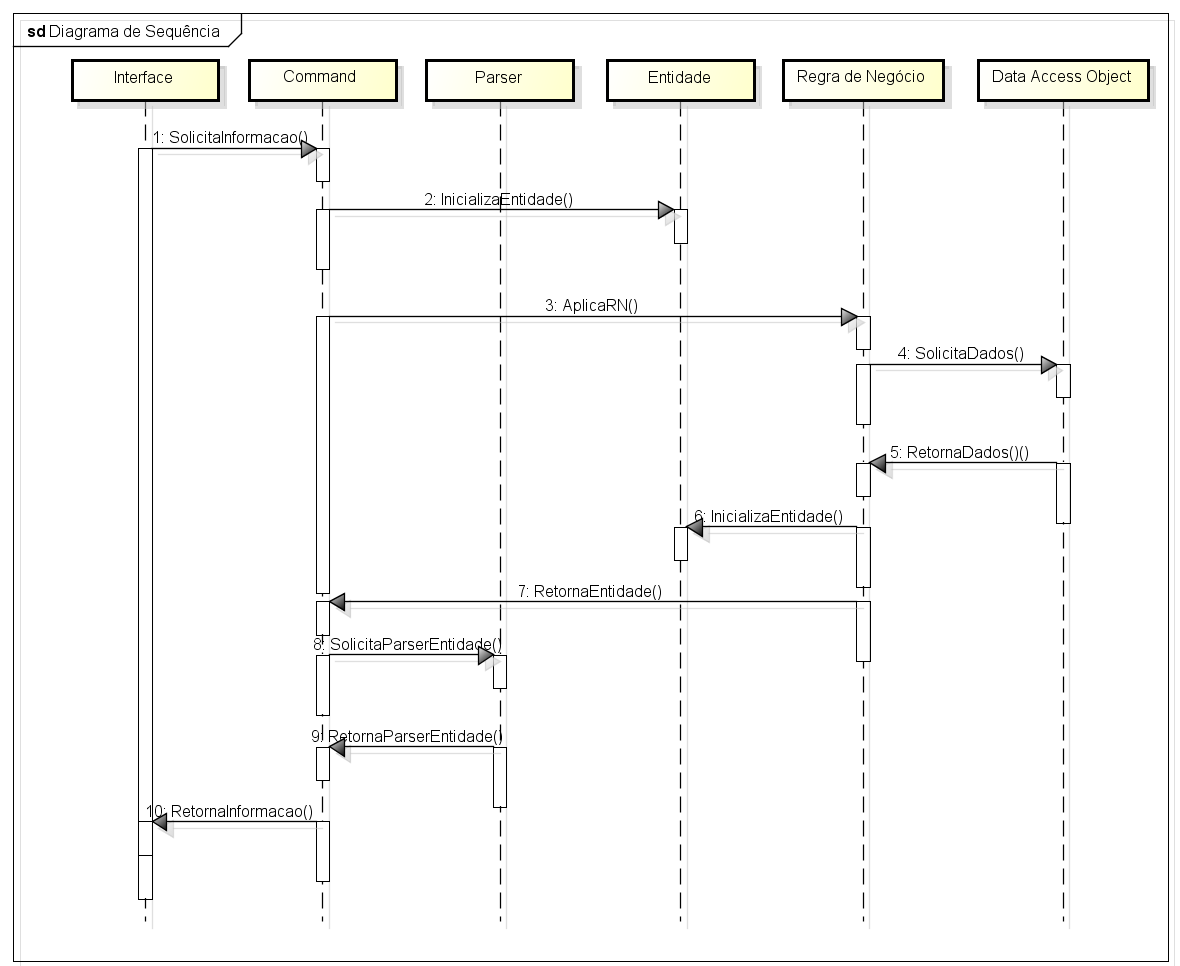 sd Diagrama de Sequência
Interface
Command
Parser
Entidade
Regra de Negócio
Data Access Object
1: SolicitaInformacao()
2: InicializaEntidade()
3: AplicaRN()
4: SolicitaDados()
5: RetornaDados()()
6: InicializaEntidade()
7: RetornaEntidade()
8: SolicitaParserEntidade()
9: RetornaParserEntidade()
10: RetornaInformacao()